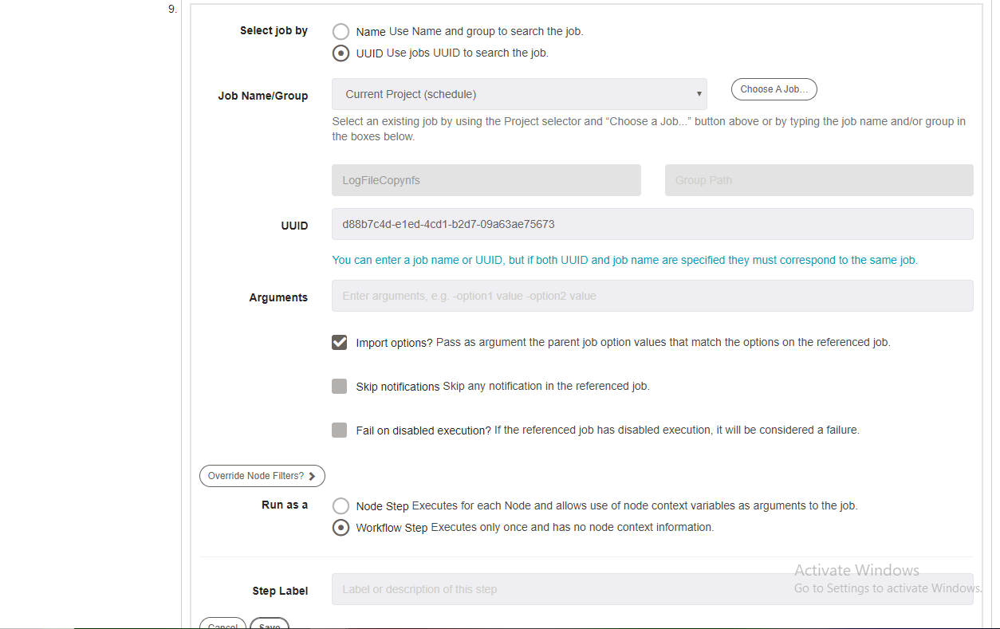 9.
Select job by
Name Use Name and group to search the job.
UUID Use jobs UUID to search the job.
Job Name/Group
Current Project (schedule)
Choose A Job...
Select an existing job by using the Project selector and “Choose a Job...” button above or by typing the job name and/or group in
the boxes below.
LogFileCopynfs
Group Path
UUID
d88b7c4d-e1ed-4cd1-b2d7-09a63ae75673
You can enter a job name or UUID, but if both UUID and job name are specified they must correspond to the same job.
Arguments
Enter arguments, e.g. -option1 value -option2 value
Import options? Pass as argument the parent job option values that match the options on the referenced job.
Skip notifications Skip any notification in the referenced job.
Fail on disabled execution? If the referenced job has disabled execution, it will be considered a failure.
Override Node Filters?
Run as a
Node Step Executes for each Node and allows use of node context variables as arguments to the job.
Workflow Step Executes only once and has no node context information.
Activate Windows
Go to Settings to activate Windows.
Step Label
Label or description of this step
Cancel
Save